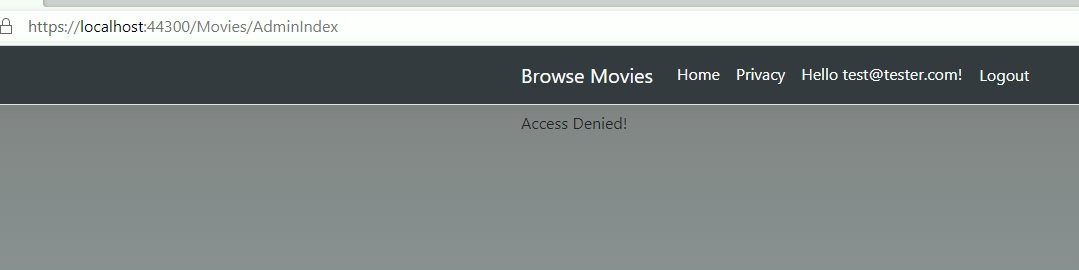 https://localhost:44300/Movies/AdminIndex
Browse Movies Home Privacy Hello test@tester.com! Logout
Access Denied!